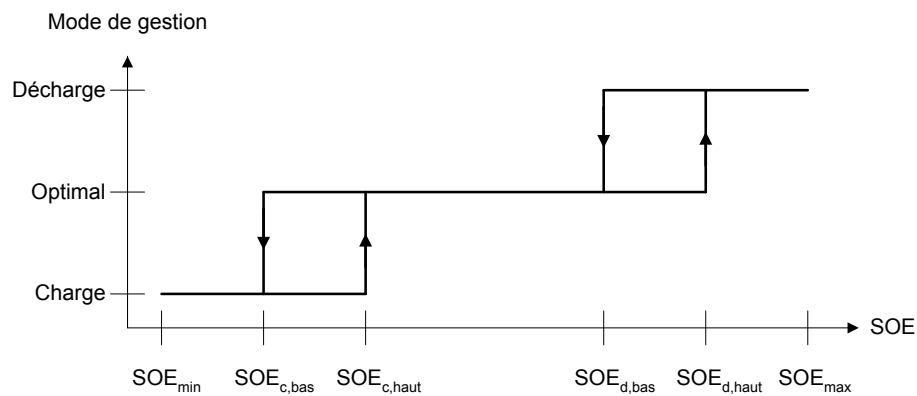 Mode de gestion
Décharge
Optimal
Charge
SOE
SOEmin SOEc,bas SOEc,haut SOEd,bas SOEd,haut SOEmax